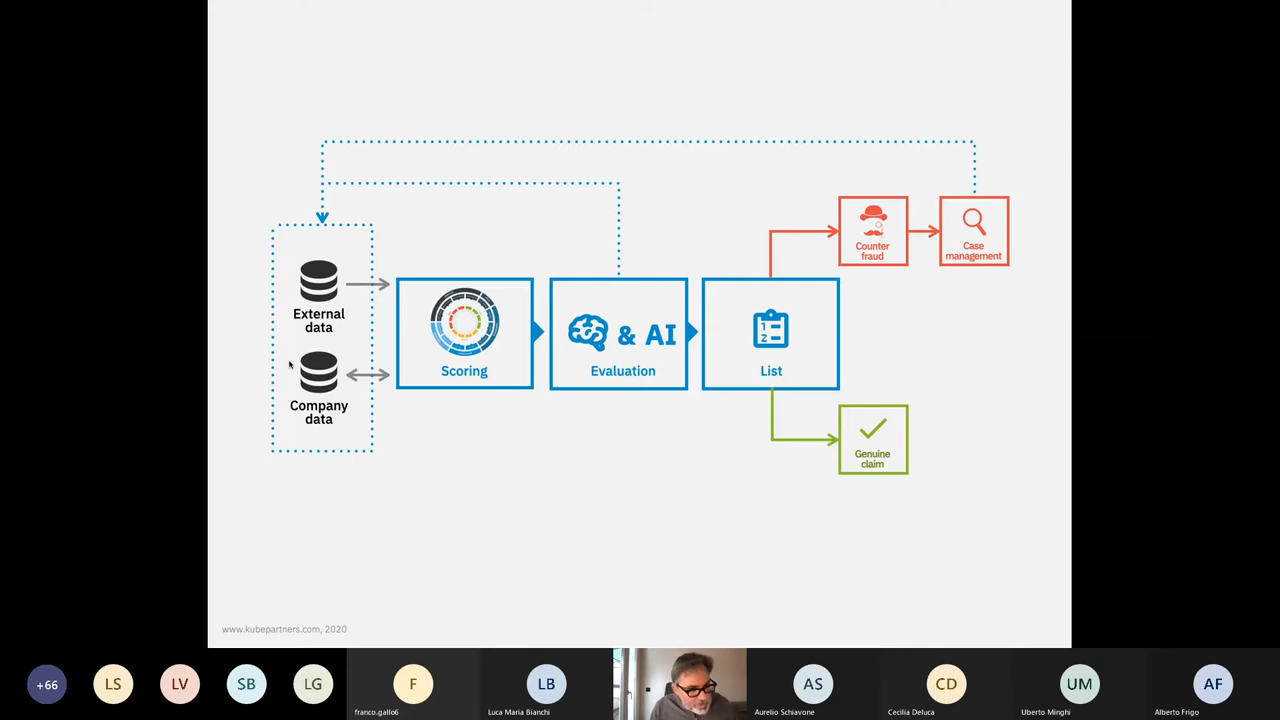 Counter
fraud
Case
management
External
data
Company
data
Scoring
& AI
Evaluation
1
2
List
Genuine
claim
www.kubepartners.com, 2020
+66
LS
LV
SB
LG
F
franco.gallo6
LB
Luca Maria Bianchi
AS
Aurelio Schiavone
CD
Cecilia Deluca
UM
Uberto Minghi
AF
Alberto Frigo